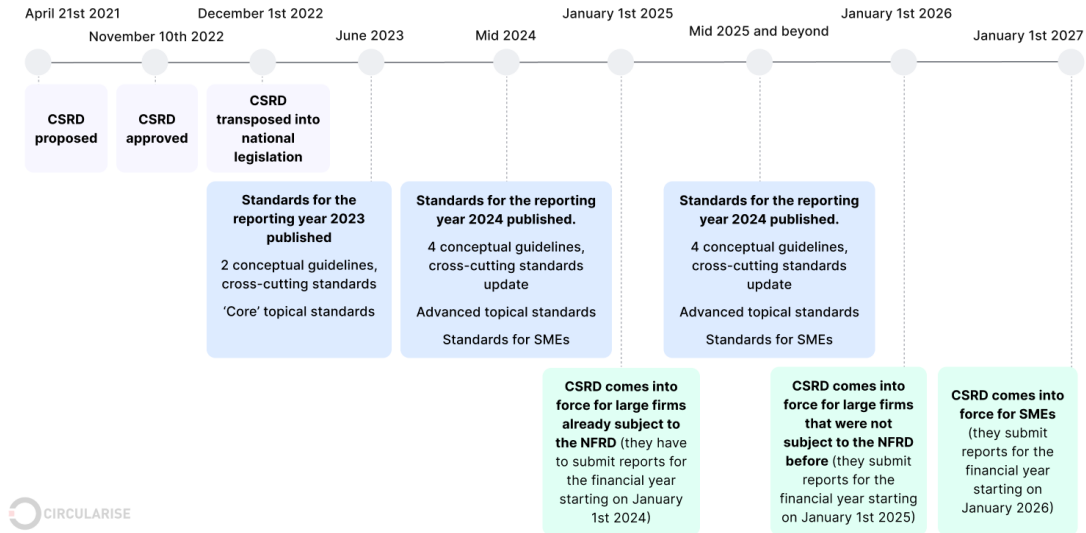 April 21st 2021
November 10th 2022
December 1st 2022
June 2023
Mid 2024
January 1st 2025
Mid 2025 and beyond
January 1st 2026
January 1st 2027
CSRD
proposed
CSRD
approved
CSRD
transposed into
national
legislation
Standards for the
reporting year 2023
published
2 conceptual guidelines,
cross-cutting standards
‘Core’ topical standards
Standards for the reporting
year 2024 published.
4 conceptual guidelines,
cross-cutting standards
update
Advanced topical standards
Standards for SMEs
Standards for the reporting
year 2024 published.
4 conceptual guidelines,
cross-cutting standards
update
Advanced topical standards
Standards for SMEs
CSRD comes into
force for large firms
already subject to
the NFRD (they have
to submit reports for
the financial year
starting on January
1st 2024)
CSRD comes into
force for large firms
that were not
subject to the NFRD
before (they submit
reports for the
financial year starting
on January 1st 2025)
CSRD comes into
force for SMEs
(they submit
reports for the
financial year
starting on
January 2026)
CIRCULARISE